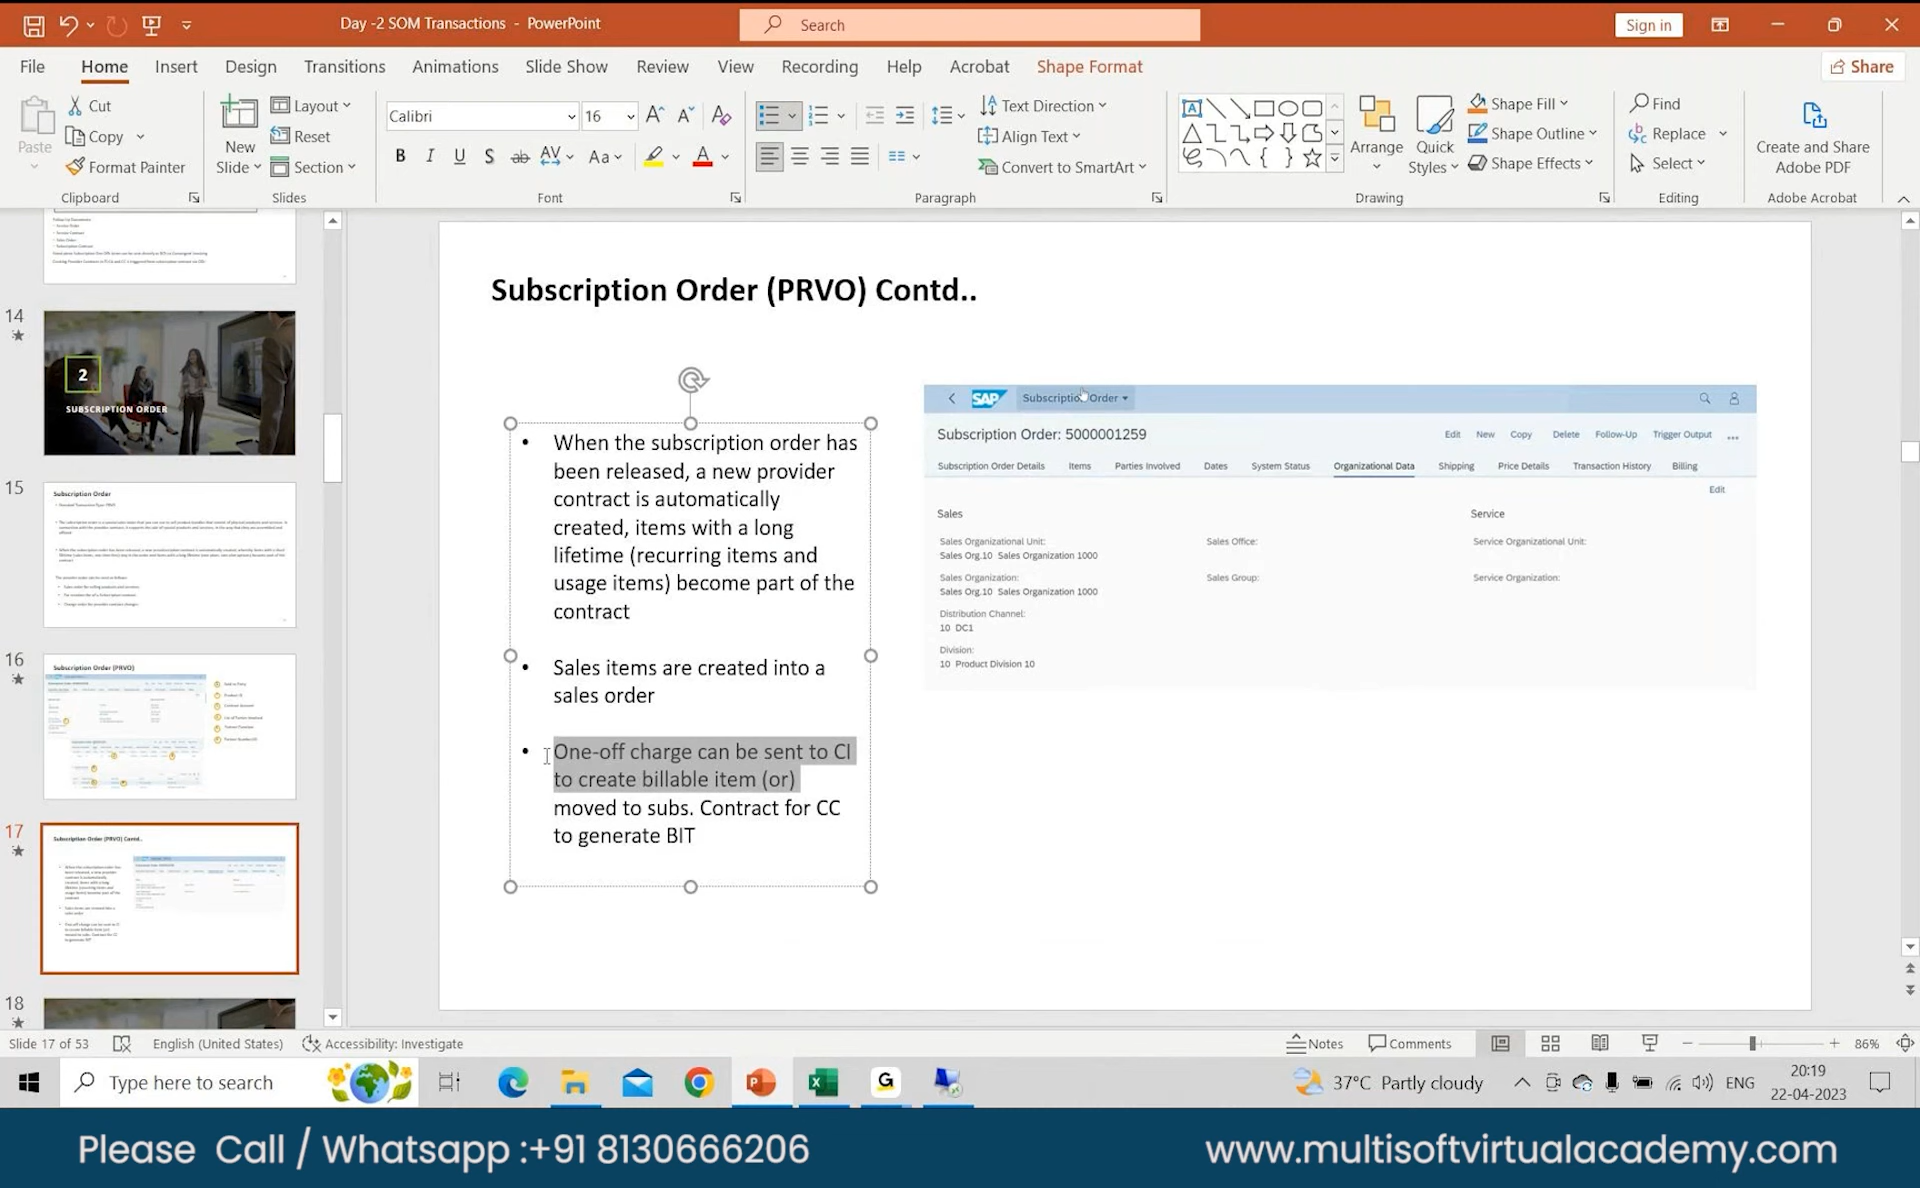 Day -2 SOM Transactions - PowerPoint
Search
Sign in
File Home Insert Design Transitions Animations Slide Show Review View Recording Help Acrobat Shape Format
Share
Paste
Cut
Copy
Format Painter
Clipboard
New Slide
Layout
Reset
Section
Slides
Calibri 16
B I U S ab AV Aa A
Font
Text Direction
Align Text
Convert to SmartArt
Paragraph
Arrange
Quick Styles
Shape Fill
Shape Outline
Shape Effects
Drawing
Find
Replace
Select
Editing
Create and Share Adobe PDF
Adobe Acrobat
14
2
SUBSCRIPTION ORDER
15
Subscription Order
16
Subscription Order (PRVO)
17
Subscription Order (PRVO) Contd..
18
Subscription Order (PRVO) Contd..
• When the subscription order has
been released, a new provider
contract is automatically
created, items with a long
lifetime (recurring items and
usage items) become part of the
contract
• Sales items are created into a
sales order
• One-off charge can be sent to CI
to create billable item (or)
moved to subs. Contract for CC
to generate BIT
SAP Subscription Order
Subscription Order: 5000001259
Edit New Copy Delete Follow-Up Trigger Output ...
Subscription Order Details Items Parties Involved Dates System Status Organizational Data Shipping Price Details Transaction History Billing
Edit
Sales
Service
Sales Organizational Unit:
Sales Org.10 Sales Organization 1000
Sales Office:
Service Organizational Unit:
Sales Organization:
Sales Org.10 Sales Organization 1000
Sales Group:
Service Organization:
Distribution Channel:
10 DC1
Division:
10 Product Division 10
Slide 17 of 53 English (United States) Accessibility: Investigate
Notes Comments 86%
Type here to search
37°C Partly cloudy
ENG
20:19
22-04-2023
Please Call / Whatsapp :+91 8130666206
www.multisoftvirtualacademy.com